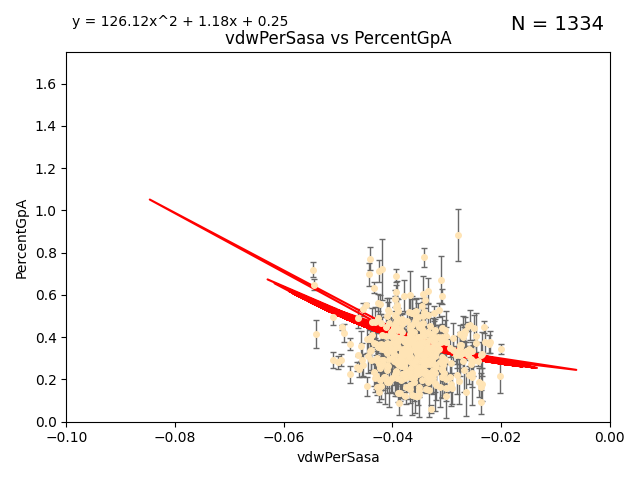 y = 126.12x^2 + 1.18x + 0.25
N = 1334
vdwPerSasa vs PercentGpA
1.6
1.4
1.2
1.0
0.8
0.6
0.4
0.2
0.0
PercentGpA
−0.10 −0.08 −0.06 −0.04 −0.02 0.00
vdwPerSasa